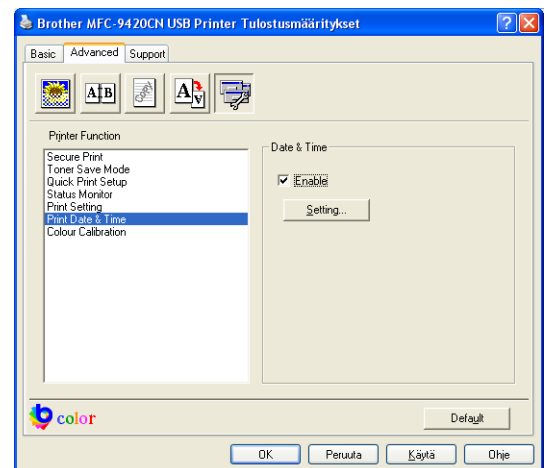 Brother MFC-9420CN USB Printer Tulostusmääritykset
Basic Advanced Support
A B
A A
Printer Function
Secure Print
Toner Save Mode
Quick Print Setup
Status Monitor
Print Setting
Print Date & Time
Colour Calibration
Date & Time
Enable
Setting...
color
Default
OK Peruuta Käytä Ohje